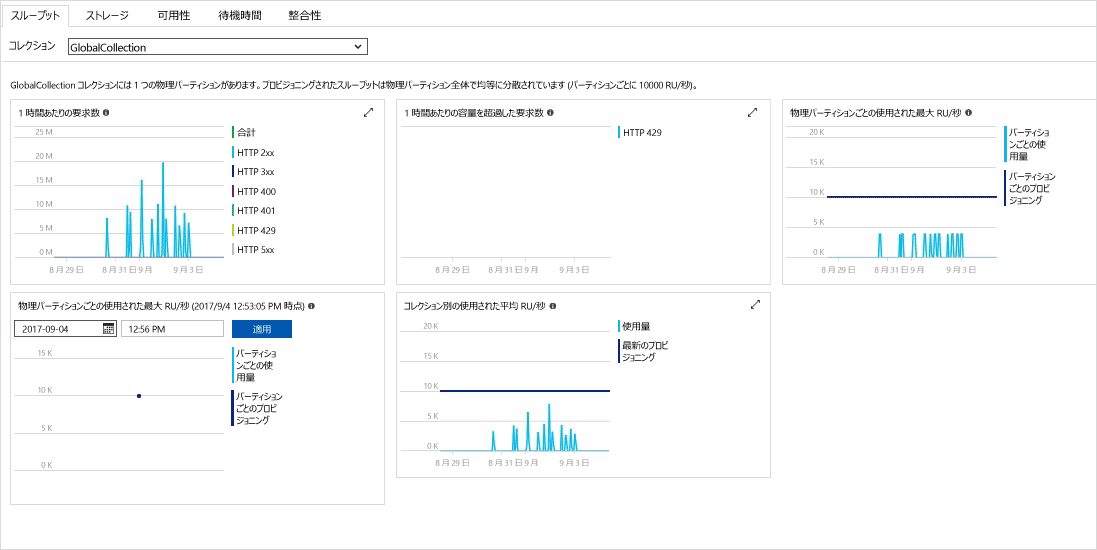 スループット ストレージ 可用性 待機時間 整合性
コレクション GlobalCollection
GlobalCollection コレクションには 1 つの物理パーティションがあります。プロビジョニングされたスループットは物理パーティション全体で均等に分散されています (パーティションごとに 10000 RU/秒)。
1 時間あたりの要求数
25 M
20 M
15 M
10 M
5 M
0 M
8 月 29 日 8 月 31 日 9 月 9 月 3 日
合計
HTTP 2xx
HTTP 3xx
HTTP 400
HTTP 401
HTTP 429
HTTP 5xx
1 時間あたりの容量を超過した要求数
HTTP 429
8 月 29 日 8 月 31 日 9 月 9 月 3 日
物理パーティションごとの使用された最大 RU/秒
20 K
15 K
10 K
5 K
0 K
8 月 29 日 8 月 31 日 9 月 9 月 3 日
パーティショ
ンごとの使
用量
パーティション
ごとのプロビ
ジョニング
物理パーティションごとの使用された最大 RU/秒 (2017/9/4 12:53:05 PM 時点)
2017-09-04 12:56 PM 適用
15 K
10 K
5 K
0 K
パーティショ
ンごとの使
用量
パーティション
ごとのプロビ
ジョニング
コレクション別の使用された平均 RU/秒
20 K
15 K
10 K
5 K
0 K
8 月 29 日 8 月 31 日 9 月 9 月 3 日
使用量
最新のプロビ
ジョニング